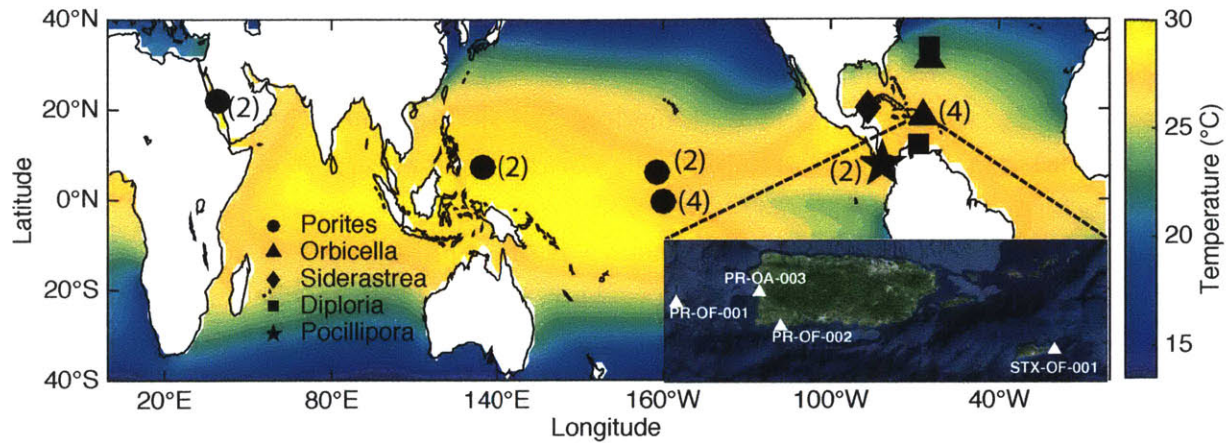 40°N
20°N
0°N
20°S
40°S
Latitude
(2)
(2)
(2)
(4)
(4)
(2)
Porites
Orbicella
Siderastrea
Diploria
Pocillipora
PR-OA-003
PR-OF-001
PR-OF-002
STX-OF-001
20°E
80°E
140°E
160°W
100°W
40°W
Longitude
30
25
20
15
Temperature (°C)